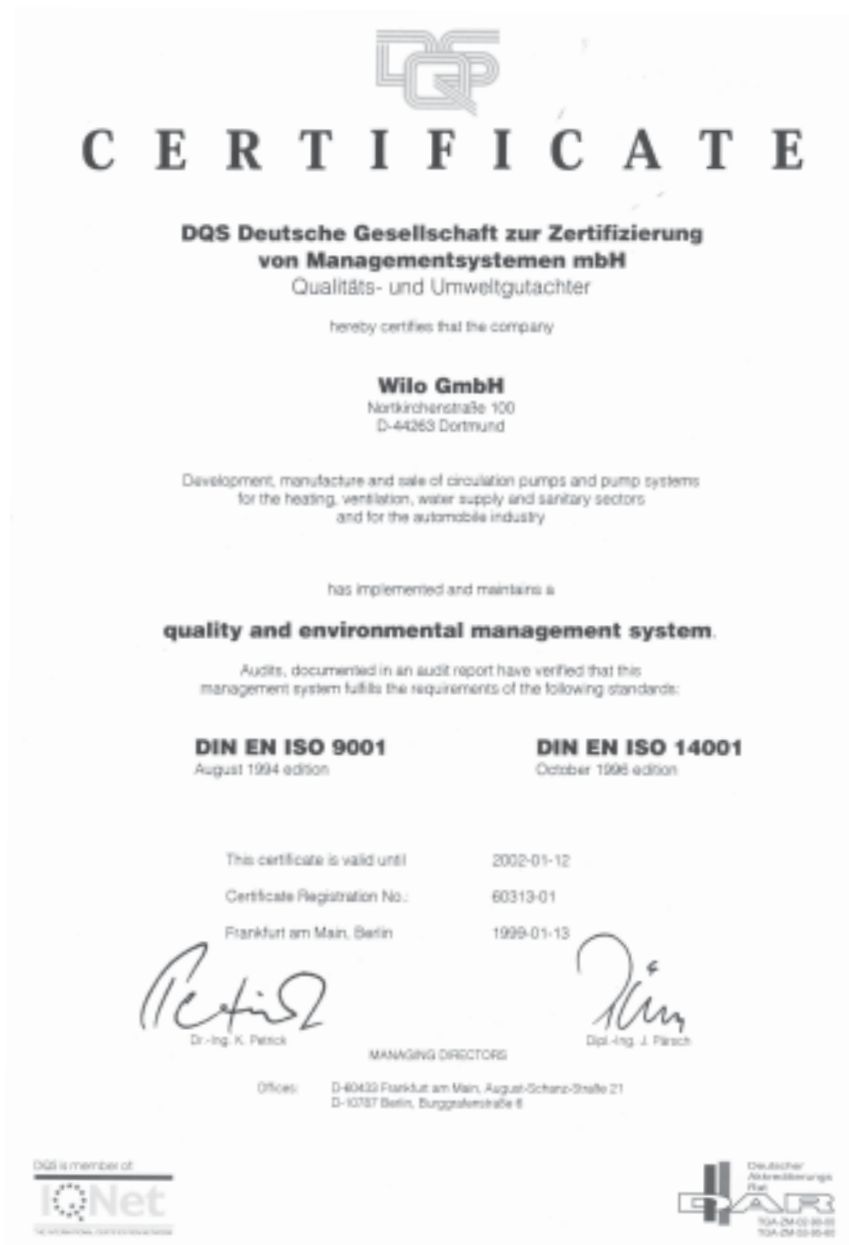 DQS
CERTIFICATE
DQS Deutsche Gesellschaft zur Zertifizierung
von Managementsystemen mbH
Qualitäts- und Umweltgutachter
hereby certifies that the company
Wilo GmbH
Nortkirchenstraße 100
D-44263 Dortmund
Development, manufacture and sale of circulation pumps and pump systems
for the heating, ventilation, water supply and sanitary sectors
and for the automobile industry
has implemented and maintains a
quality and environmental management system.
Audits, documented in an audit report have verified that this
management system fulfills the requirements of the following standards:
DIN EN ISO 9001
August 1994 edition
DIN EN ISO 14001
October 1996 edition
This certificate is valid until 2002-01-12
Certificate Registration No.: 60313-01
Frankfurt am Main, Berlin 1999-01-13
Dr.-Ing. K. Petrick
Dipl.-Ing. J. Pärsch
MANAGING DIRECTORS
Offices: D-60433 Frankfurt am Main, August-Schanz-Straße 21
D-10787 Berlin, Burggrafenstraße 6
DQS is member of:
IQNet
THE INTERNATIONAL CERTIFICATION NETWORK
Deutscher
Akkreditierungs
Rat
DAR